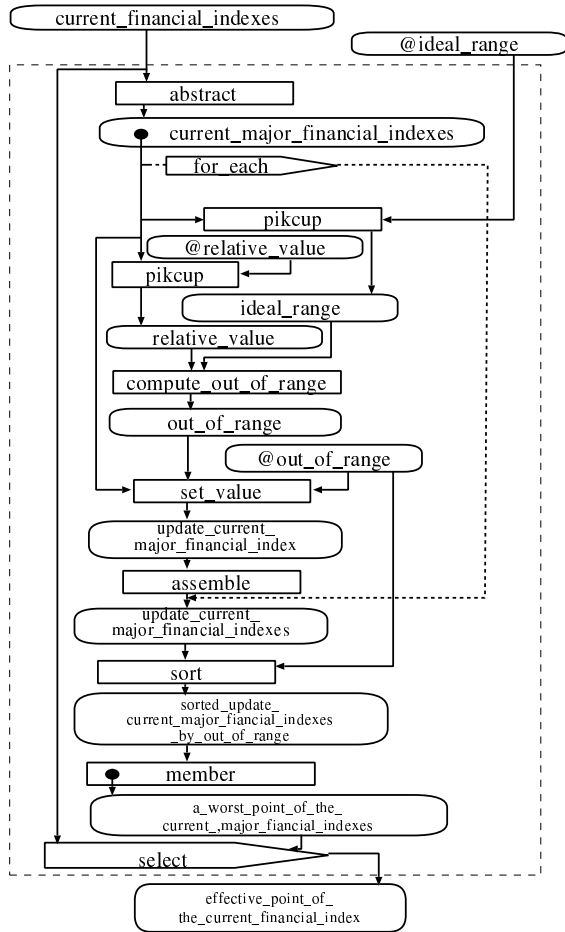 current_financial_indexes
@ideal_range
abstract
current_major_financial_indexes
for_each
pikcup
@relative_value
pikcup
ideal_range
relative_value
compute_out_of_range
out_of_range
@out_of_range
set_value
update_current_
major_financial_index
assemble
update_current_
major_financial_indexes
sort
sorted_update_
current_major_fiancial_indexes
_by_out_of_range
member
a_worst_point_of_the_
current_,major_fiancial_indexes
select
effective_point_of_
the_current_financial_index